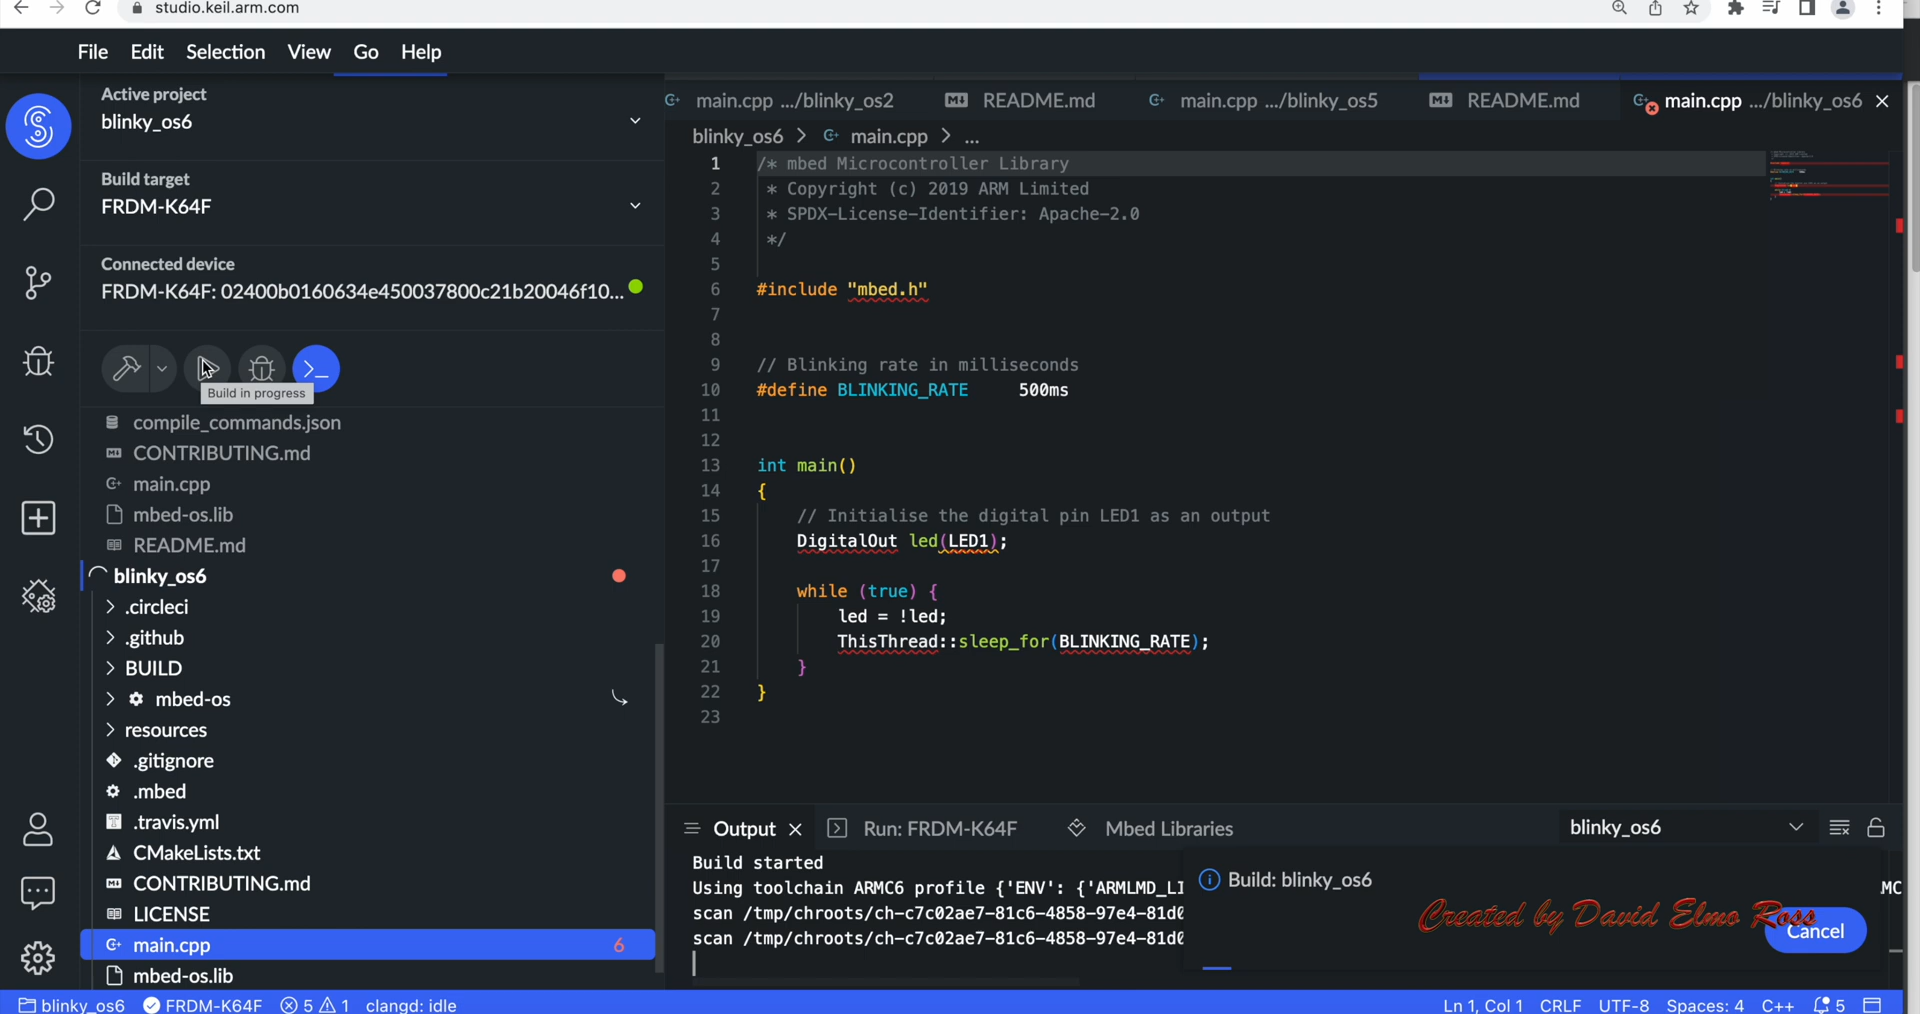 studio.keil.arm.com
File Edit Selection View Go Help
Active project
blinky_os6
Build target
FRDM-K64F
Connected device
FRDM-K64F: 02400b0160634e450037800c21b20046f10...
Build in progress
compile_commands.json
CONTRIBUTING.md
main.cpp
mbed-os.lib
README.md
blinky_os6
.circleci
.github
BUILD
mbed-os
resources
.gitignore
.mbed
.travis.yml
CMakeLists.txt
CONTRIBUTING.md
LICENSE
main.cpp 6
mbed-os.lib
main.cpp .../blinky_os2 README.md main.cpp .../blinky_os5 README.md main.cpp .../blinky_os6
blinky_os6 > main.cpp > ...
1 /* mbed Microcontroller Library
2 * Copyright (c) 2019 ARM Limited
3 * SPDX-License-Identifier: Apache-2.0
4 */
5
6 #include "mbed.h"
7
8
9 // Blinking rate in milliseconds
10 #define BLINKING_RATE 500ms
11
12
13 int main()
14 {
15 // Initialise the digital pin LED1 as an output
16 DigitalOut led(LED1);
17
18 while (true) {
19 led = !led;
20 ThisThread::sleep_for(BLINKING_RATE);
21 }
22 }
23
Output Run: FRDM-K64F Mbed Libraries blinky_os6
Build started
Using toolchain ARMC6 profile {'ENV': {'ARMLMD_LI
scan /tmp/chroots/ch-c7c02ae7-81c6-4858-97e4-81d0
scan /tmp/chroots/ch-c7c02ae7-81c6-4858-97e4-81d0
Build: blinky_os6
MC
Created by David Elmo Ross
Cancel
blinky_os6 FRDM-K64F 5 1 clangd: idle Ln 1, Col 1 CRLF UTF-8 Spaces: 4 C++ 5